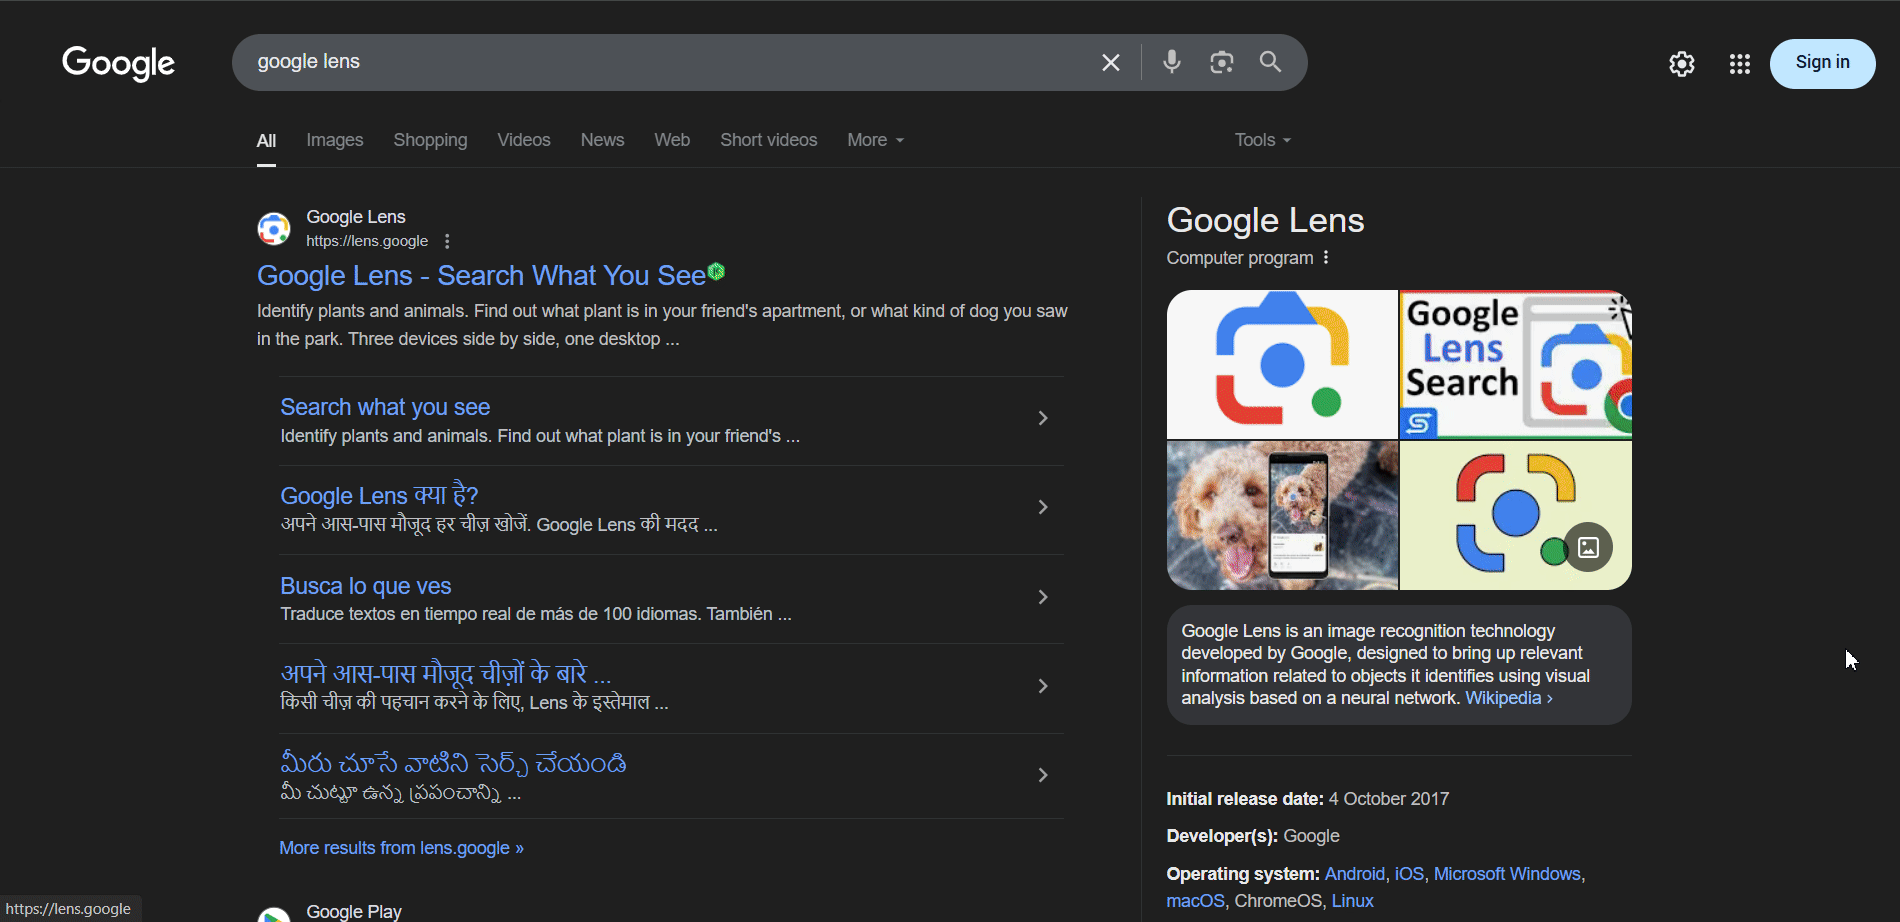 Google
google lens
Sign in
All Images Shopping Videos News Web Short videos More Tools
Google Lens
https://lens.google
Google Lens - Search What You See
Identify plants and animals. Find out what plant is in your friend's apartment, or what kind of dog you saw
in the park. Three devices side by side, one desktop ...
Search what you see
Identify plants and animals. Find out what plant is in your friend's ...
Google Lens क्या है?
अपने आस-पास मौजूद हर चीज़ खोजें. Google Lens की मदद ...
Busca lo que ves
Traduce textos en tiempo real de más de 100 idiomas. También ...
अपने आस-पास मौजूद चीज़ों के बारे ...
किसी चीज़ की पहचान करने के लिए, Lens के इस्तेमाल ...
మీరు చూసే వాటిని సెర్చ్ చేయండి
మీ చుట్టూ ఉన్న ప్రపంచాన్ని ...
More results from lens.google »
Google Play
https://lens.google
Google Lens
Computer program
Google
Lens
Search
Google Lens is an image recognition technology
developed by Google, designed to bring up relevant
information related to objects it identifies using visual
analysis based on a neural network. Wikipedia ›
Initial release date: 4 October 2017
Developer(s): Google
Operating system: Android, iOS, Microsoft Windows,
macOS, ChromeOS, Linux